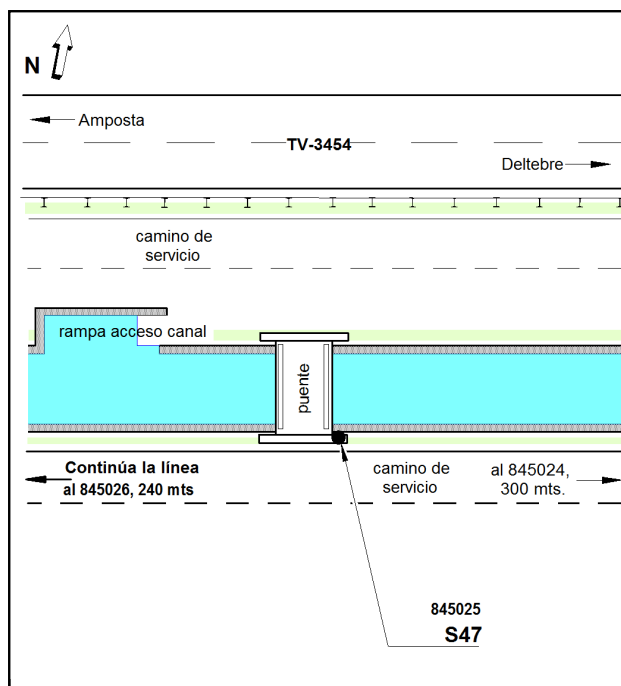 N
Amposta
TV-3454
Deltebre
camino de
servicio
rampa acceso canal
puente
Continúa la línea
al 845026, 240 mts
camino de
servicio
al 845024,
300 mts.
845025
S47